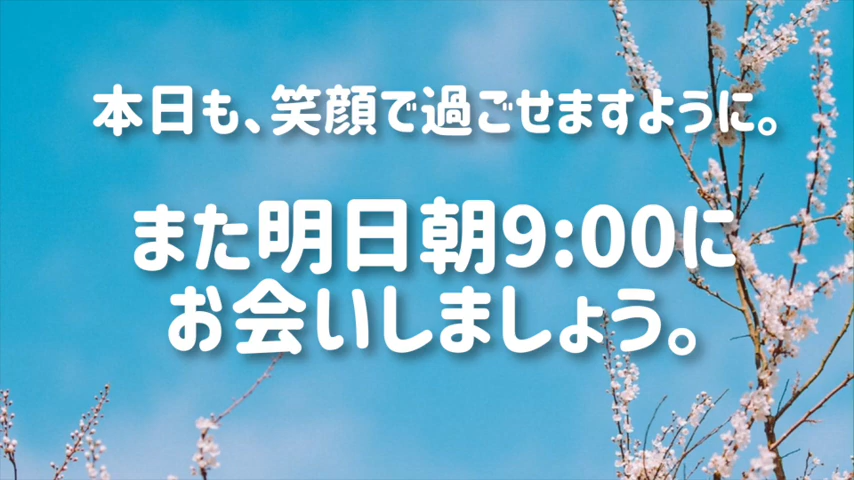 本日も、笑顔で過ごせますように。
また明日朝9:00に
お会いしましょう。